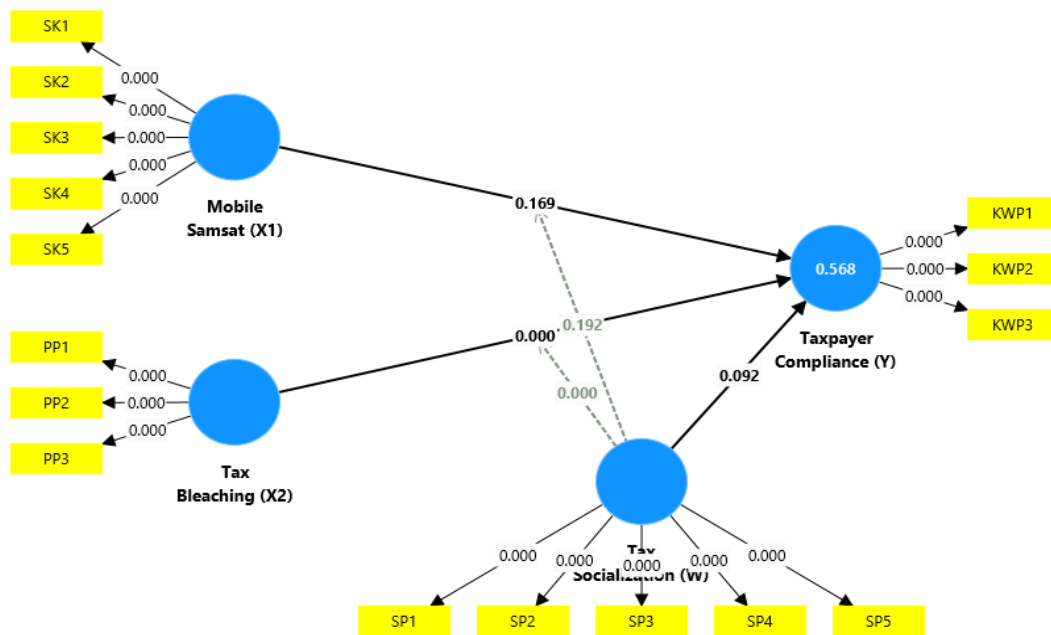 SK1
0.000
SK2
0.000
SK3
0.000
SK4
0.000
0.000
SK5
Mobile
Samsat (X1)
0.169
KWP1
0.000
0.568
0.000
KWP2
0.000
KWP3
Taxpayer
Compliance (Y)
PP1
0.000
PP2
0.000
PP3
0.000
Tax
Bleaching (X2)
0.000
0.192
0.000
0.092
Tax
Socialization (W)
0.000
0.000
0.000
0.000
0.000
SP1
SP2
SP3
SP4
SP5